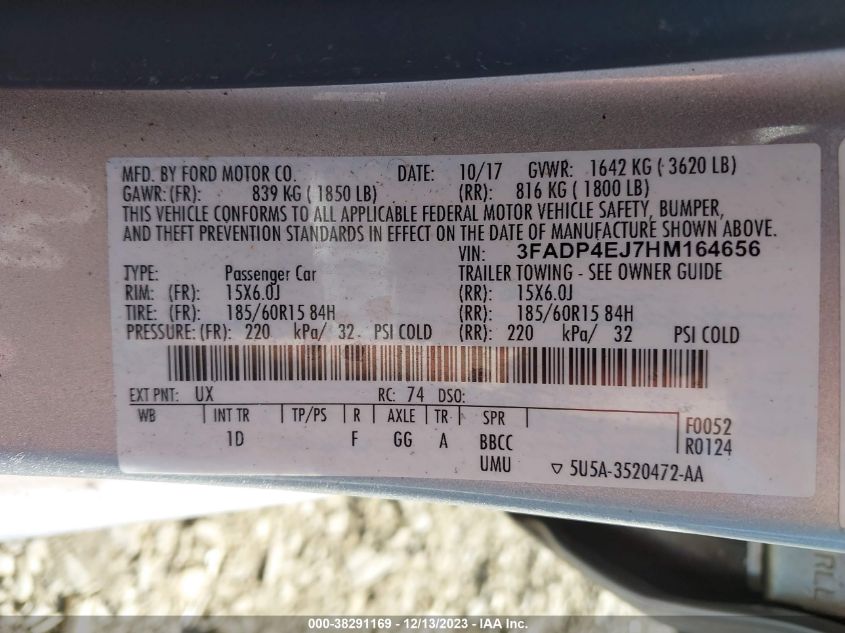 MFD. BY FORD MOTOR CO. DATE: 10/17 GVWR: 1642 KG ( 3620 LB)
GAWR: (FR): 839 KG ( 1850 LB) (RR): 816 KG ( 1800 LB)
THIS VEHICLE CONFORMS TO ALL APPLICABLE FEDERAL MOTOR VEHICLE SAFETY, BUMPER,
AND THEFT PREVENTION STANDARDS IN EFFECT ON THE DATE OF MANUFACTURE SHOWN ABOVE.
VIN: 3FADP4EJ7HM164656
TYPE: Passenger Car TRAILER TOWING - SEE OWNER GUIDE
RIM: (FR): 15X6.0J (RR): 15X6.0J
TIRE: (FR): 185/60R15 84H (RR): 185/60R15 84H
PRESSURE: (FR): 220 kPa/ 32 PSI COLD (RR): 220 kPa/ 32 PSI COLD
EXT PNT: UX RC: 74 DSO:
WB INT TR TP/PS R AXLE TR SPR
1D F GG A BBCC
UMU
F0052
R0124
▽ 5U5A-3520472-AA
000-38291169 - 12/13/2023 - IAA Inc.